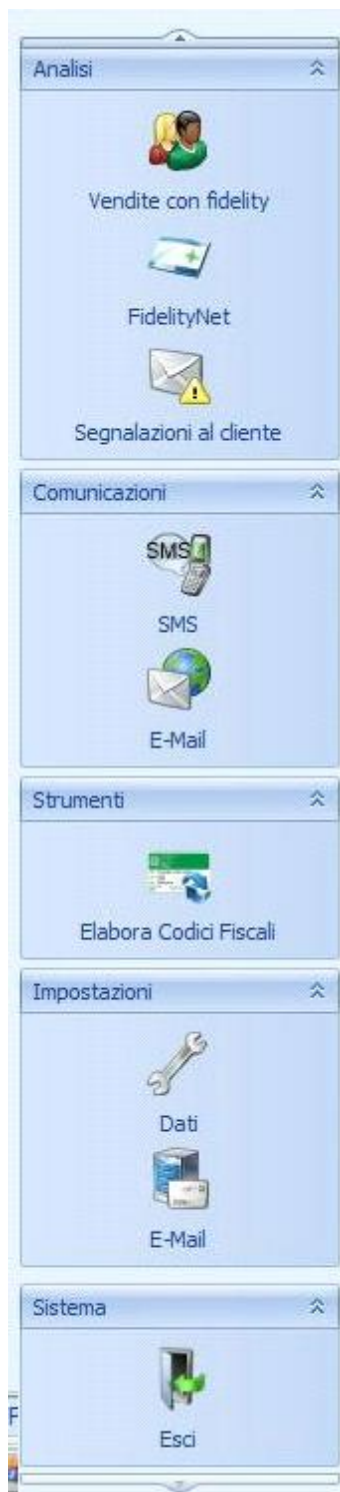 Analisi
Vendite con fidelity
FidelityNet
Segnalazioni al cliente
Comunicazioni
SMS
SMS
E-Mail
Strumenti
Elabora Codici Fiscali
Impostazioni
Dati
E-Mail
Sistema
F
Esci